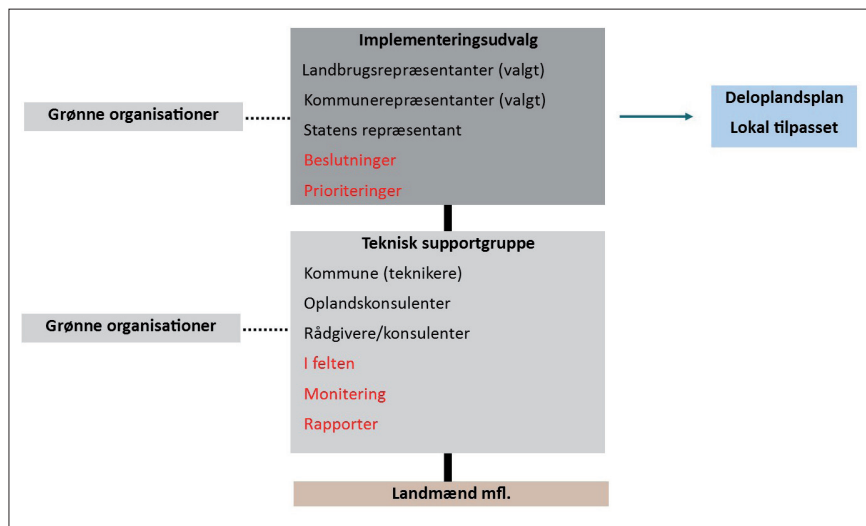 Implementeringsudvalg
Landbrugsrepræsentanter (valgt)
Kommunerepræsentanter (valgt)
Statens repræsentant
Beslutninger
Prioriteringer
Grønne organisationer
Deloplandsplan
Lokal tilpasset
Teknisk supportgruppe
Kommune (teknikere)
Oplandskonsulenter
Rådgivere/konsulenter
I felten
Monitering
Rapporter
Grønne organisationer
Landmænd mfl.